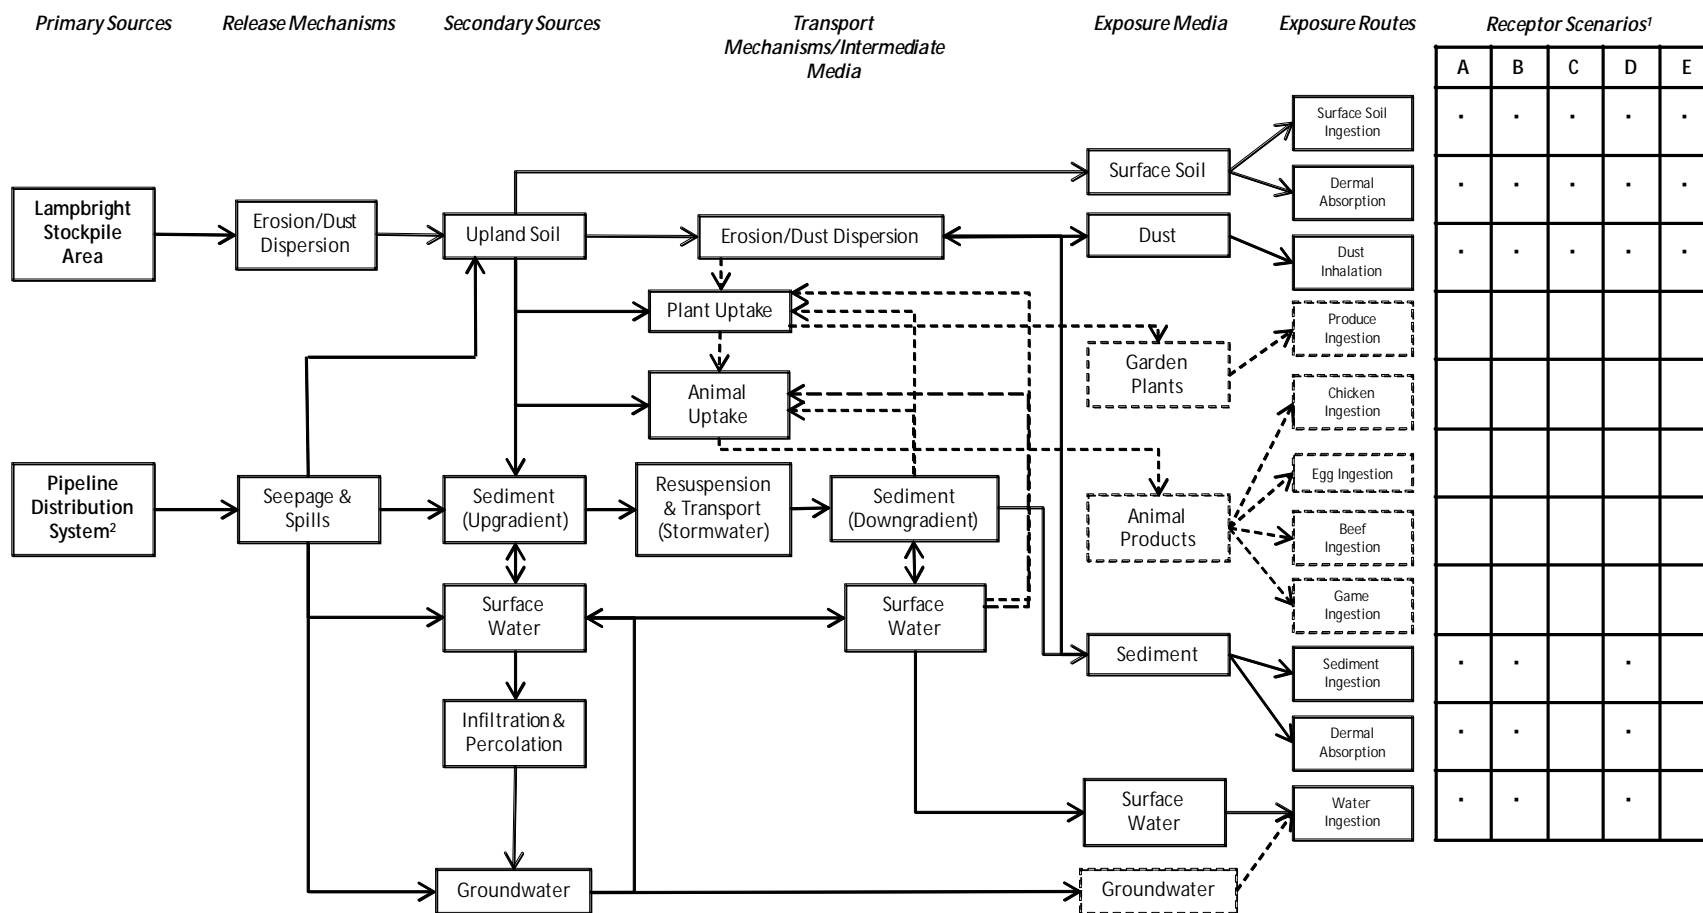 Primary Sources
Release Mechanisms
Secondary Sources
Transport
Mechanisms/Intermediate
Media
Exposure Media
Exposure Routes
Receptor Scenarios¹
A B C D E
Surface Soil
Ingestion
· · · · ·
Surface Soil
Dermal
Absorption
· · · · ·
Lampbright
Stockpile
Area
Erosion/Dust
Dispersion
Upland Soil
Erosion/Dust Dispersion
Dust
Dust
Inhalation
· · · · ·
Plant Uptake
Produce
Ingestion
Garden
Plants
Animal
Uptake
Chicken
Ingestion
Pipeline
Distribution
System²
Seepage &
Spills
Sediment
(Upgradient)
Resuspension
& Transport
(Stormwater)
Sediment
(Downgradient)
Animal
Products
Egg Ingestion
Beef
Ingestion
Game
Ingestion
Surface
Water
Surface
Water
Sediment
Sediment
Ingestion
· · ·
Infiltration &
Percolation
Dermal
Absorption
· · ·
Surface
Water
Water
Ingestion
· · ·
Groundwater
Groundwater